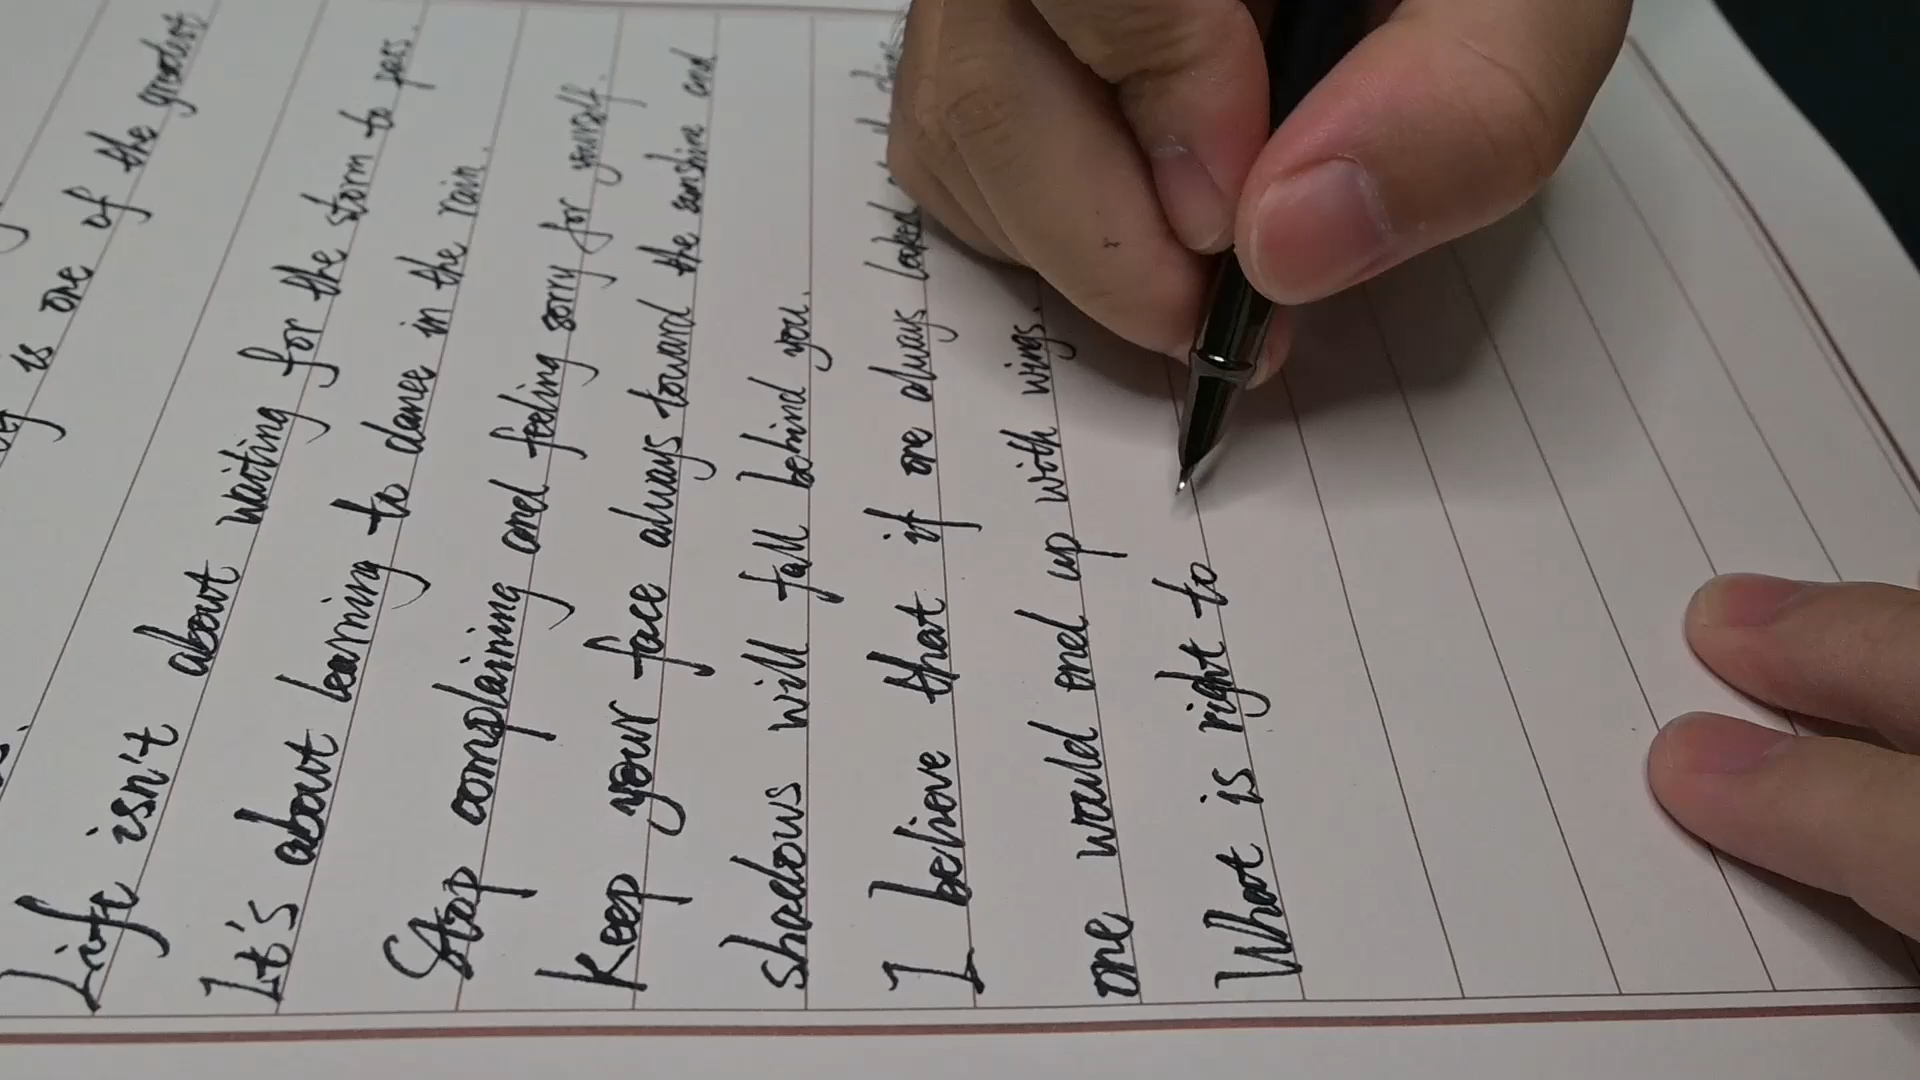 is one of the greatest
Life isn't about waiting for the storm to pass.
It's about learning to dance in the rain.
Stop complaining and feeling sorry for yourself.
Keep your face always toward the sunshine and
shadows will fall behind you.
I believe that if one always looked
one would end up with wings.
What is right to